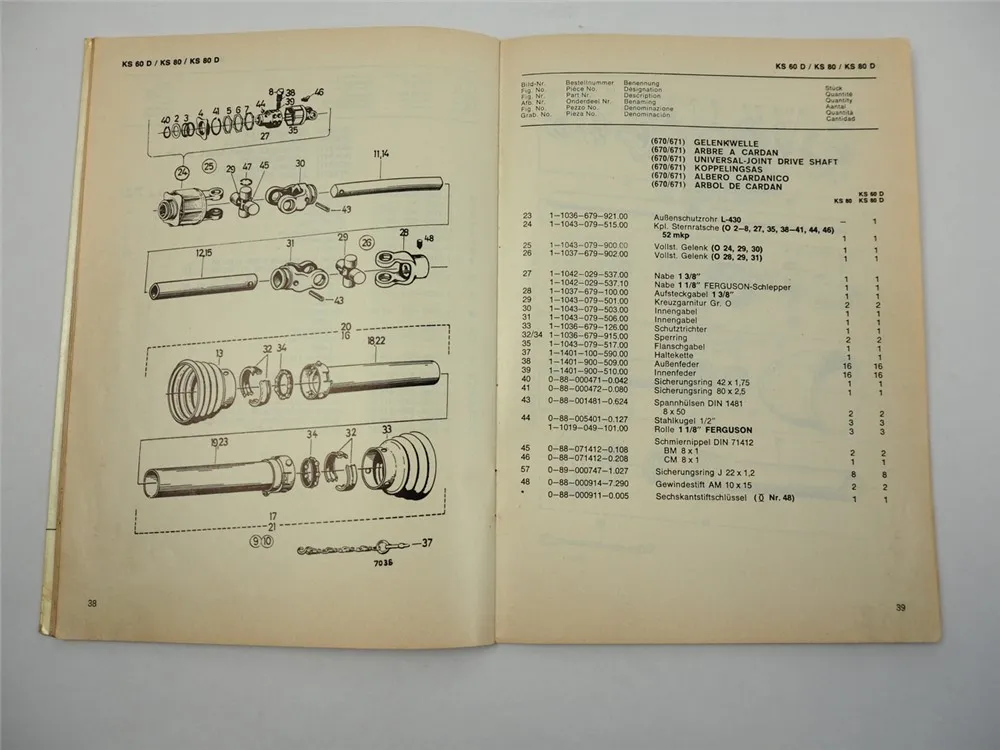 KS 60 D / KS 80 / KS 80 D
8 38 46
44 39
40 2 3 4 41 5 6 7
27 35
24 25 29 47 45 30 11,14
43
12,15 31 29 26 28 48
43
20
16
13 32 34 18,22
19,23 34 32 33
17
21
9 10
37
7036
38
KS 60 D / KS 80 / KS 80 D
Bild-Nr. Bestellnummer Benennung
Fig. No. Pièce No. Désignation Stück
Fig. Nr. Part Nr. Description Quantité
Afb. Nr. Onderdeel Nr. Benaming Quantity
Fig. No. Pezzo No. Denominazione Aantal
Grab. No. Pieza No. Denominación Quantita
Cantidad
(670/671) GELENKWELLE
(670/671) ARBRE A CARDAN
(670/671) UNIVERSAL-JOINT DRIVE SHAFT
(670/671) KOPPELINGSAS
(670/671) ALBERO CARDANICO
(670/671) ARBOL DE CARDAN
KS 60 D
KS 80 KS 80 D
23 1–1036–679–921.00 Außenschutzrohr L-430 – 1
24 1–1043–079–515.00 Kpl. Sternratsche (O 2–8, 27, 35, 38–41, 44, 46)
52 mkp 1 1
25 1–1043–079–900.00 Vollst. Gelenk (O 24, 29, 30) 1 1
26 1–1037–679–902.00 Vollst. Gelenk (O 28, 29, 31) 1 1
27 1–1042–029–537.00 Nabe 1 3/8" 1 1
1–1042–029–537.10 Nabe 1 1/8" FERGUSON-Schlepper 1 1
28 1–1037–679–100.00 Aufsteckgabel 1 3/8" 1 1
29 1–1043–079–501.00 Kreuzgarnitur Gr. O 2 2
30 1–1043–079–503.00 Innengabel 1 1
31 1–1043–079–506.00 Innengabel 1 1
33 1–1036–679–126.00 Schutztrichter 1 1
32/34 1–1036–679–915.00 Sperring 2 2
35 1–1043–079–517.00 Flanschgabel 1 1
37 1–1401–100–590.00 Haltekette 1 1
38 1–1401–900–509.00 Außenfeder 16 16
39 1–1401–900–510.00 Innenfeder 16 16
40 0–88–000471–0.042 Sicherungsring 42 x 1,75 1 1
41 0–88–000472–0.080 Sicherungsring 80 x 2,5 1 1
43 0–88–001481–0.624 Spannhülsen DIN 1481
8 x 50 2 2
44 0–88–005401–0.127 Stahlkugel 1/2" 3 3
1–1019–049–101.00 Rolle 1 1/8" FERGUSON 3 3
Schmiernippel DIN 71412
45 0–88–071412–0.108 BM 8 x 1 2 2
46 0–88–071412–0.208 CM 8 x 1 1 1
57 0–89–000747–1.027 Sicherungsring J 22 x 1,2 8 8
48 0–88–000914–7.290 Gewindestift AM 10 x 15 2 2
* 0–88–000911–0.005 Sechskantstiftschlüssel (Ö Nr. 48) 1 1
39